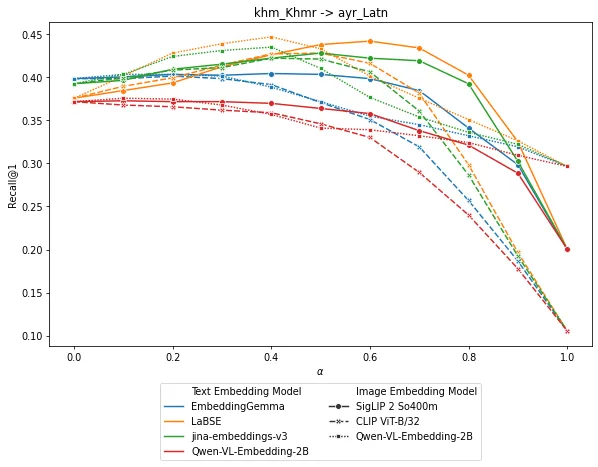 khm_Khmr -> ayr_Latn
Recall@1
0.45
0.40
0.35
0.30
0.25
0.20
0.15
0.10
0.0
0.2
0.4
0.6
0.8
1.0
α
Text Embedding Model
EmbeddingGemma
LaBSE
jina-embeddings-v3
Qwen-VL-Embedding-2B
Image Embedding Model
SigLIP 2 So400m
CLIP ViT-B/32
Qwen-VL-Embedding-2B